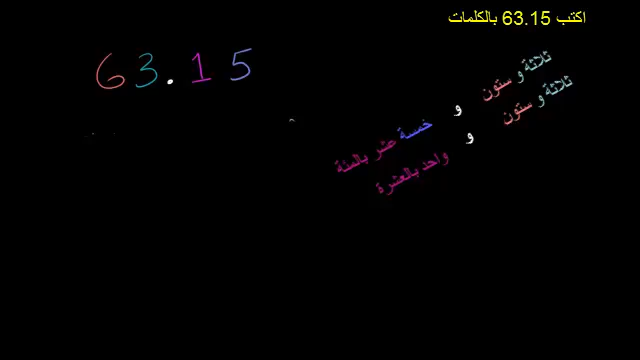 اكتب 63.15 بالكلمات
63.15
ثلاثة و ستون و خمسة عشر بالمئة
ثلاثة و ستون و واحد بالعشرة